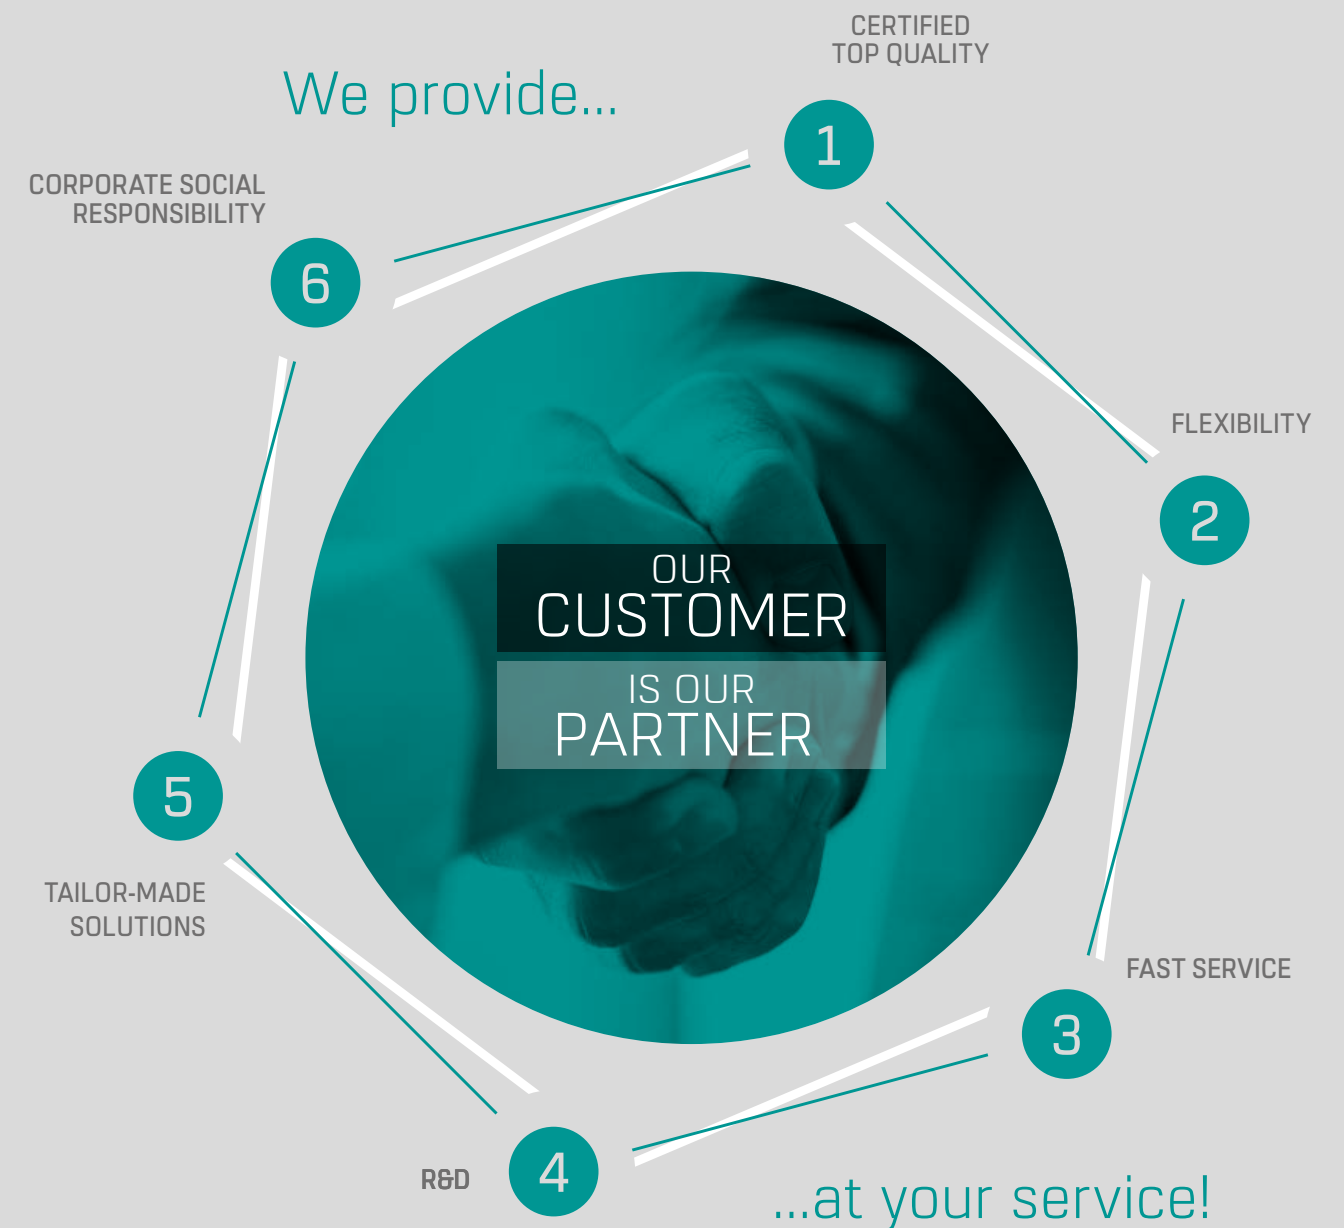 We provide...
CERTIFIED
TOP QUALITY
1
FLEXIBILITY
2
FAST SERVICE
3
R&D
4
TAILOR-MADE
SOLUTIONS
5
CORPORATE SOCIAL
RESPONSIBILITY
6
OUR
CUSTOMER
IS OUR
PARTNER
...at your service!